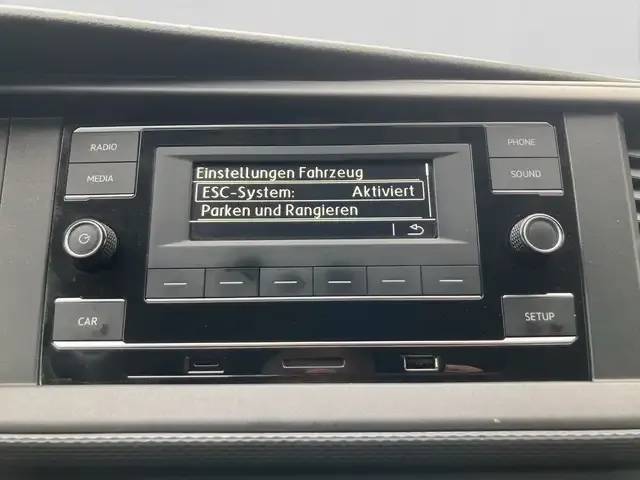 RADIO
MEDIA
PHONE
SOUND
Einstellungen Fahrzeug
ESC-System: Aktiviert
Parken und Rangieren
CAR
SETUP